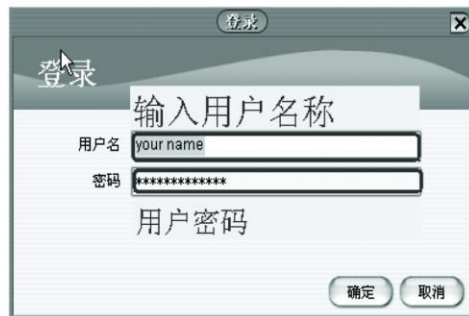 登录
登录
输入用户名称
用户名 your name
密码 *************
用户密码
确定 取消